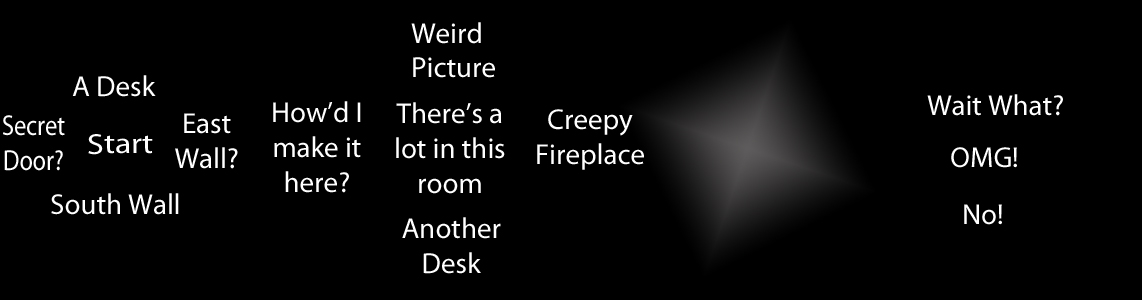 A Desk
Secret
Door?
Start
East
Wall?
South Wall
How'd I
make it
here?
Weird
Picture
There's a
lot in this
room
Another
Desk
Creepy
Fireplace
Wait What?
OMG!
No!